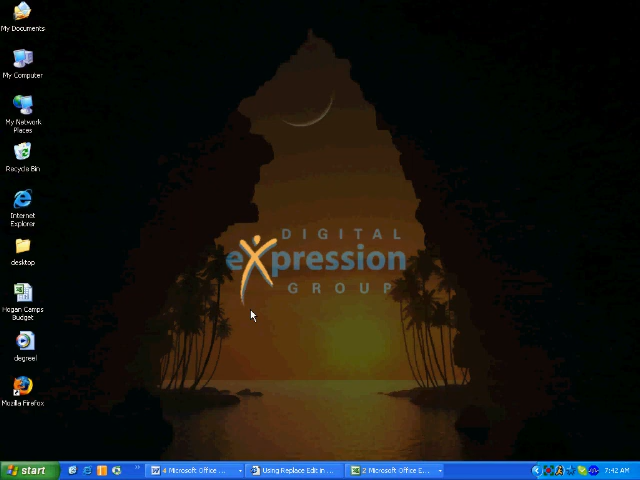 My Documents
My Computer
My Network
Places
Recycle Bin
Internet
Explorer
desktop
Hogan Camps
Budget
degreel
Mozilla Firefox
DIGITAL
eXpression
GROUP
start
4 Microsoft Office ...
Using Replace Edit in ...
2 Microsoft Office E...
7:42 AM